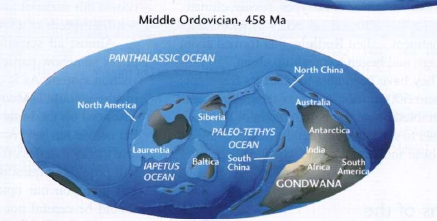 Middle Ordovician, 458 Ma
PANTHALASSIC OCEAN
North China
North America
Siberia
Australia
PALEO-TETHYS
OCEAN
Antarctica
Laurentia
IAPETUS
OCEAN
Baltica
South
China
India
Africa
South
America
GONDWANA